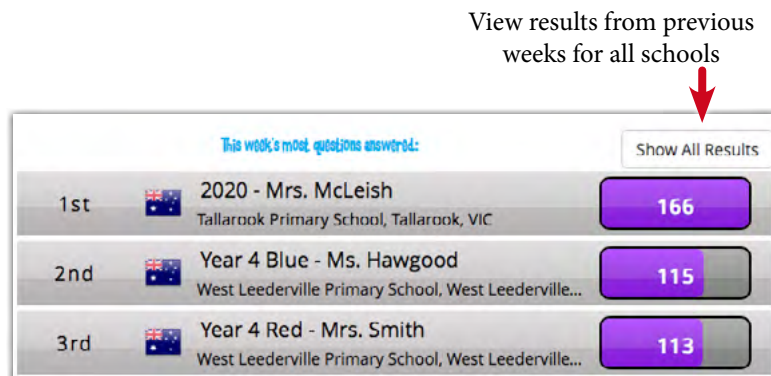 View results from previous
weeks for all schools
This week's most questions answered:
Show All Results
1st
2020 - Mrs. McLeish
Tallarook Primary School, Tallarook, VIC
166
2nd
Year 4 Blue - Ms. Hawgood
West Leederville Primary School, West Leederville...
115
3rd
Year 4 Red - Mrs. Smith
West Leederville Primary School, West Leederville...
113